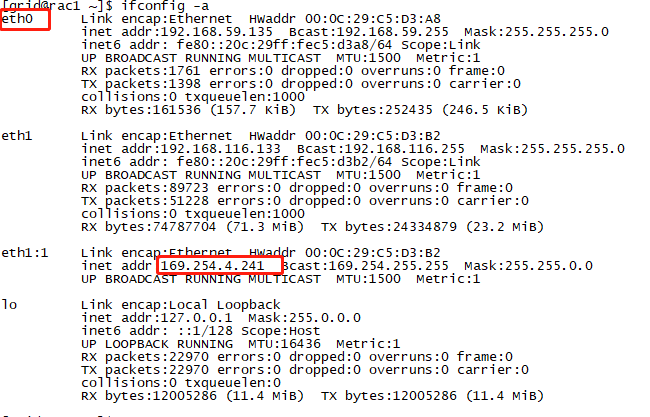 [grid@rac1 ~]$ ifconfig -a
eth0 Link encap:Ethernet HWaddr 00:0C:29:C5:D3:A8
inet addr:192.168.59.135 Bcast:192.168.59.255 Mask:255.255.255.0
inet6 addr: fe80::20c:29ff:fec5:d3a8/64 Scope:Link
UP BROADCAST RUNNING MULTICAST MTU:1500 Metric:1
RX packets:1761 errors:0 dropped:0 overruns:0 frame:0
TX packets:1398 errors:0 dropped:0 overruns:0 carrier:0
collisions:0 txqueuelen:1000
RX bytes:161536 (157.7 KiB) TX bytes:252435 (246.5 KiB)
eth1 Link encap:Ethernet HWaddr 00:0C:29:C5:D3:B2
inet addr:192.168.116.133 Bcast:192.168.116.255 Mask:255.255.255.0
inet6 addr: fe80::20c:29ff:fec5:d3b2/64 Scope:Link
UP BROADCAST RUNNING MULTICAST MTU:1500 Metric:1
RX packets:89723 errors:0 dropped:0 overruns:0 frame:0
TX packets:51228 errors:0 dropped:0 overruns:0 carrier:0
collisions:0 txqueuelen:1000
RX bytes:74787704 (71.3 MiB) TX bytes:24334879 (23.2 MiB)
eth1:1 Link encap:Ethernet HWaddr 00:0C:29:C5:D3:B2
inet addr:169.254.4.241 Bcast:169.254.255.255 Mask:255.255.0.0
UP BROADCAST RUNNING MULTICAST MTU:1500 Metric:1
lo Link encap:Local Loopback
inet addr:127.0.0.1 Mask:255.0.0.0
inet6 addr: ::1/128 Scope:Host
UP LOOPBACK RUNNING MTU:16436 Metric:1
RX packets:22970 errors:0 dropped:0 overruns:0 frame:0
TX packets:22970 errors:0 dropped:0 overruns:0 carrier:0
collisions:0 txqueuelen:0
RX bytes:12005286 (11.4 MiB) TX bytes:12005286 (11.4 MiB)